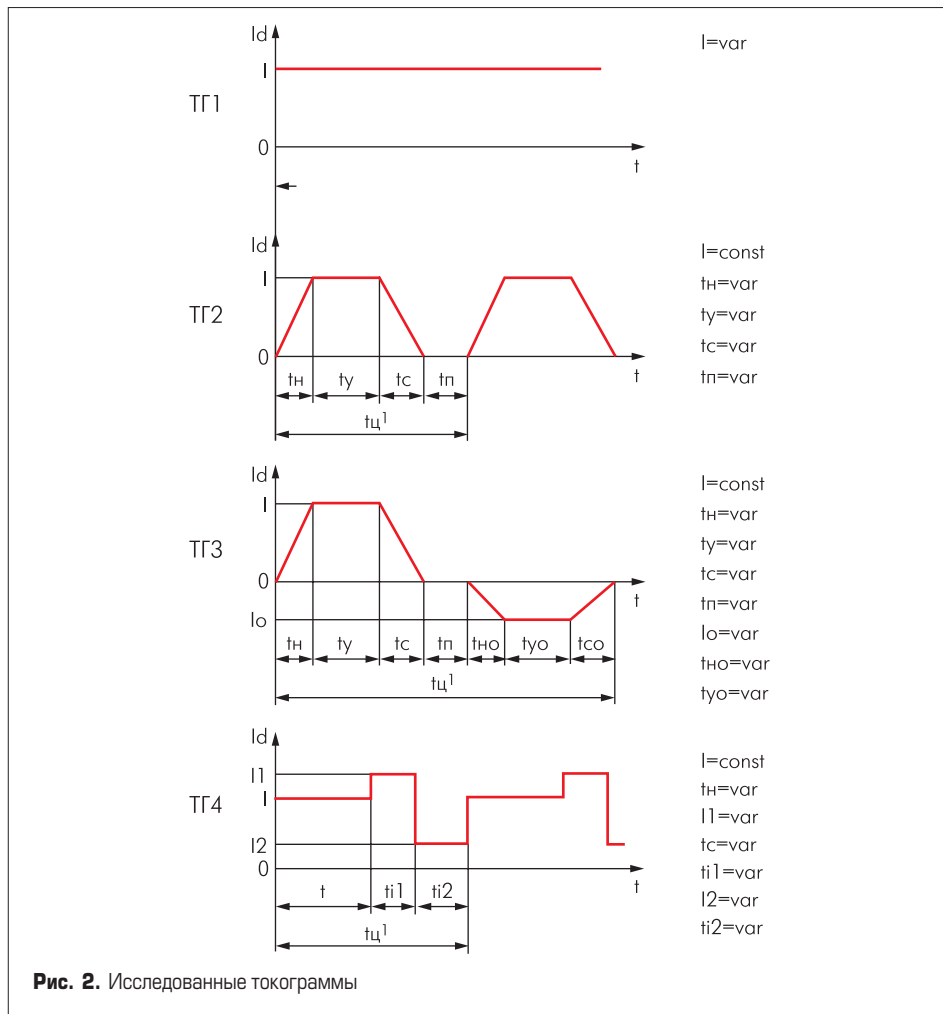 Id
I
ТГ1
0
t
I=var
Id
I
ТГ2
0
t
tн tу tс tп
tц¹
I=const
tн=var
tу=var
tс=var
tп=var
Id
I
ТГ3
0
t
Iо
tн tу tс tп tно tуо tсо
tц¹
I=const
tн=var
tу=var
tс=var
tп=var
Iо=var
tно=var
tуо=var
Id
I1
I
ТГ4
I2
0
t
t ti1 ti2
tц¹
I=const
tн=var
I1=var
tс=var
ti1=var
I2=var
ti2=var
Рис. 2. Исследованные токограммы